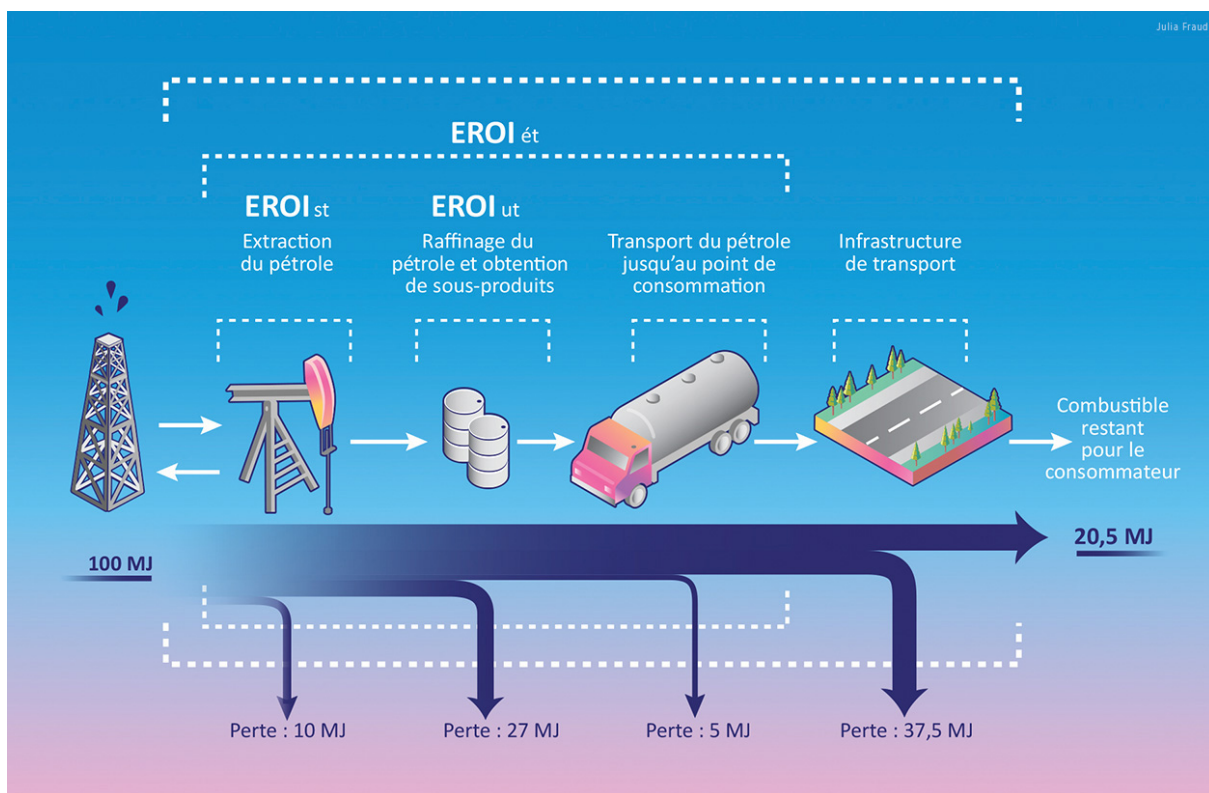 Julia Fraud
EROI ét
EROI st
Extraction
du pétrole
EROI ut
Raffinage du
pétrole et obtention
de sous-produits
Transport du pétrole
jusqu'au point de
consommation
Infrastructure
de transport
Combustible
restant
pour le
consommateur
100 MJ
20,5 MJ
Perte : 10 MJ
Perte : 27 MJ
Perte : 5 MJ
Perte : 37,5 MJ